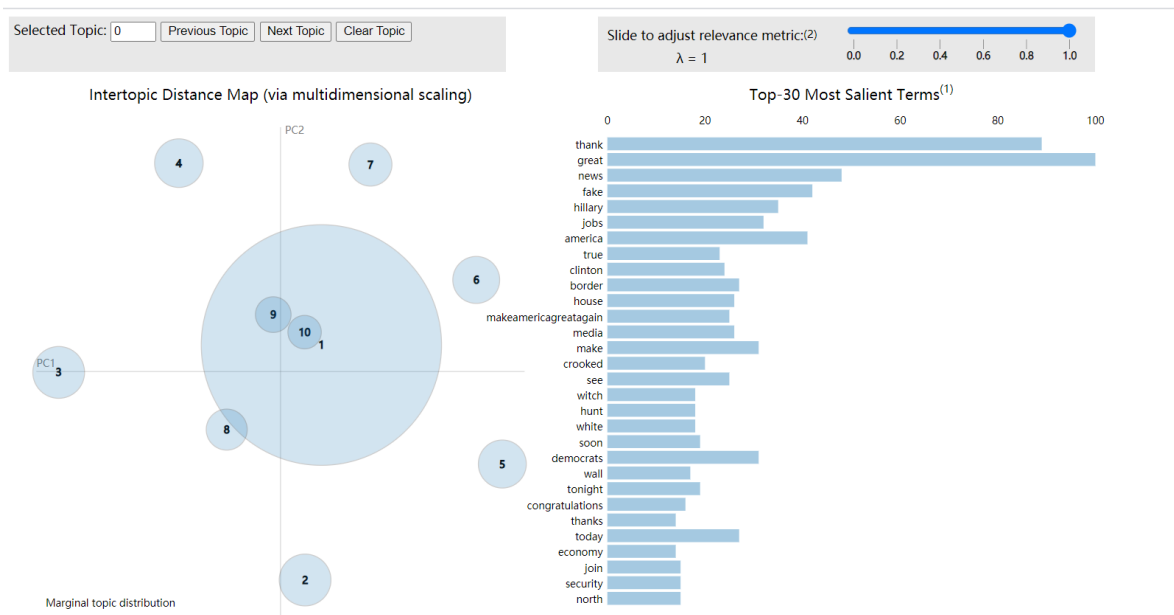 Selected Topic: 0 Previous Topic Next Topic Clear Topic
Slide to adjust relevance metric:(2)
λ = 1
0.0 0.2 0.4 0.6 0.8 1.0
Intertopic Distance Map (via multidimensional scaling)
PC2
PC1
4
7
6
9
10
1
3
8
5
2
Marginal topic distribution
Top-30 Most Salient Terms(1)
0 20 40 60 80 100
thank
great
news
fake
hillary
jobs
america
true
clinton
border
house
makeamericagreatagain
media
make
crooked
see
witch
hunt
white
soon
democrats
wall
tonight
congratulations
thanks
today
economy
join
security
north